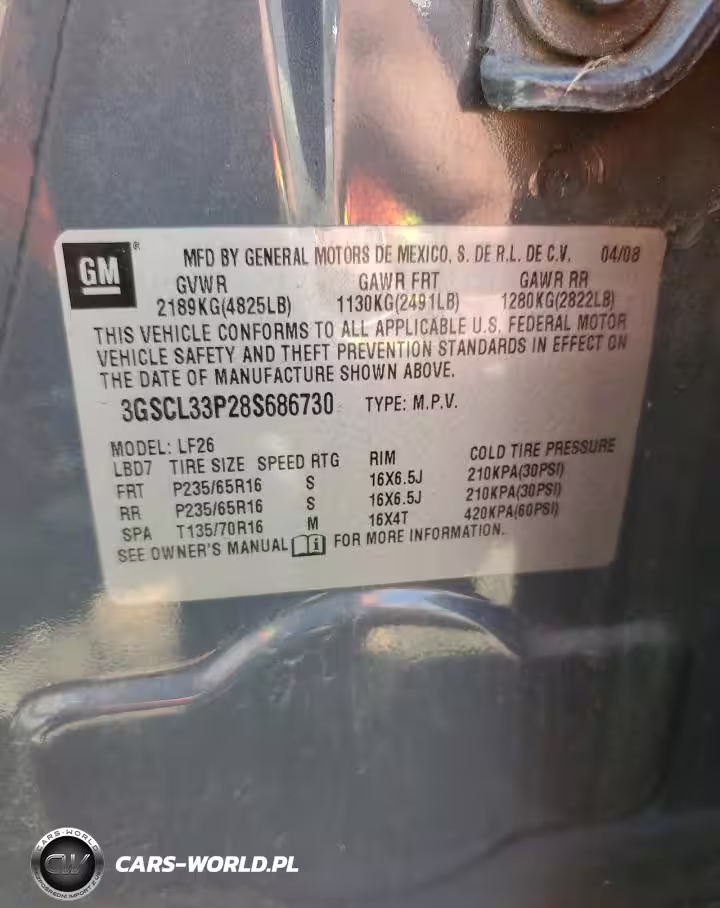 GM
MFD BY GENERAL MOTORS DE MEXICO, S. DE R.L. DE C.V. 04/08
GVWR GAWR FRT GAWR RR
2189KG(4825LB) 1130KG(2491LB) 1280KG(2822LB)
THIS VEHICLE CONFORMS TO ALL APPLICABLE U.S. FEDERAL MOTOR
VEHICLE SAFETY AND THEFT PREVENTION STANDARDS IN EFFECT ON
THE DATE OF MANUFACTURE SHOWN ABOVE.
3GSCL33P28S686730 TYPE: M.P.V.
MODEL: LF26
LBD7 TIRE SIZE SPEED RTG RIM COLD TIRE PRESSURE
FRT P235/65R16 S 16X6.5J 210KPA(30PSI)
RR P235/65R16 S 16X6.5J 210KPA(30PSI)
SPA T135/70R16 M 16X4T 420KPA(60PSI)
SEE OWNER'S MANUAL FOR MORE INFORMATION.
CARS-WORLD
CW
CARS-WORLD.PL